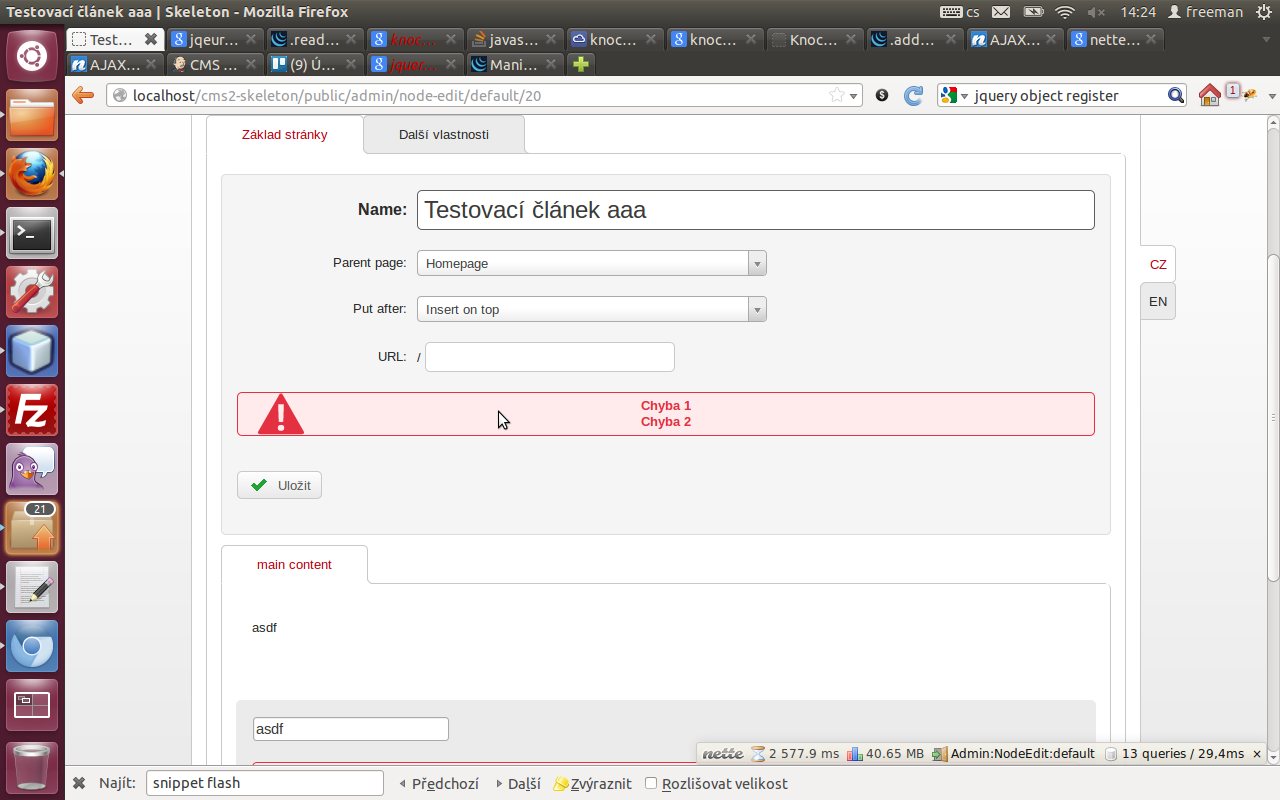 Testovací článek aaa | Skeleton - Mozilla Firefox
cs
14:24
freeman
Test...
jqeur...
.read...
knoc...
javas...
knoc...
knoc...
Knoc...
.add...
AJAX...
nette...
AJAX...
CMS ...
(9) Ú...
jquer...
Mani...
localhost/cms2-skeleton/public/admin/node-edit/default/20
jquery object register
1
Základ stránky
Další vlastnosti
Name:
Testovací článek aaa
Parent page:
Homepage
CZ
Put after:
Insert on top
EN
URL:
/
Chyba 1
Chyba 2
Uložit
21
main content
asdf
asdf
nette
2 577.9 ms
40.65 MB
Admin:NodeEdit:default
13 queries / 29,4ms
×
Najít:
snippet flash
Předchozí
Další
Zvýraznit
Rozlišovat velikost